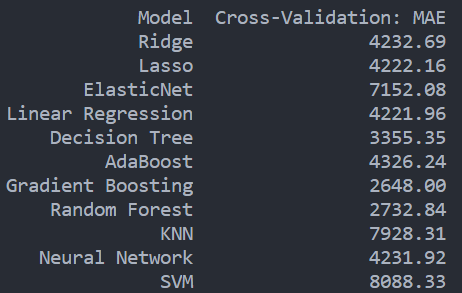 Model Cross-Validation: MAE
Ridge 4232.69
Lasso 4222.16
ElasticNet 7152.08
Linear Regression 4221.96
Decision Tree 3355.35
AdaBoost 4326.24
Gradient Boosting 2648.00
Random Forest 2732.84
KNN 7928.31
Neural Network 4231.92
SVM 8088.33